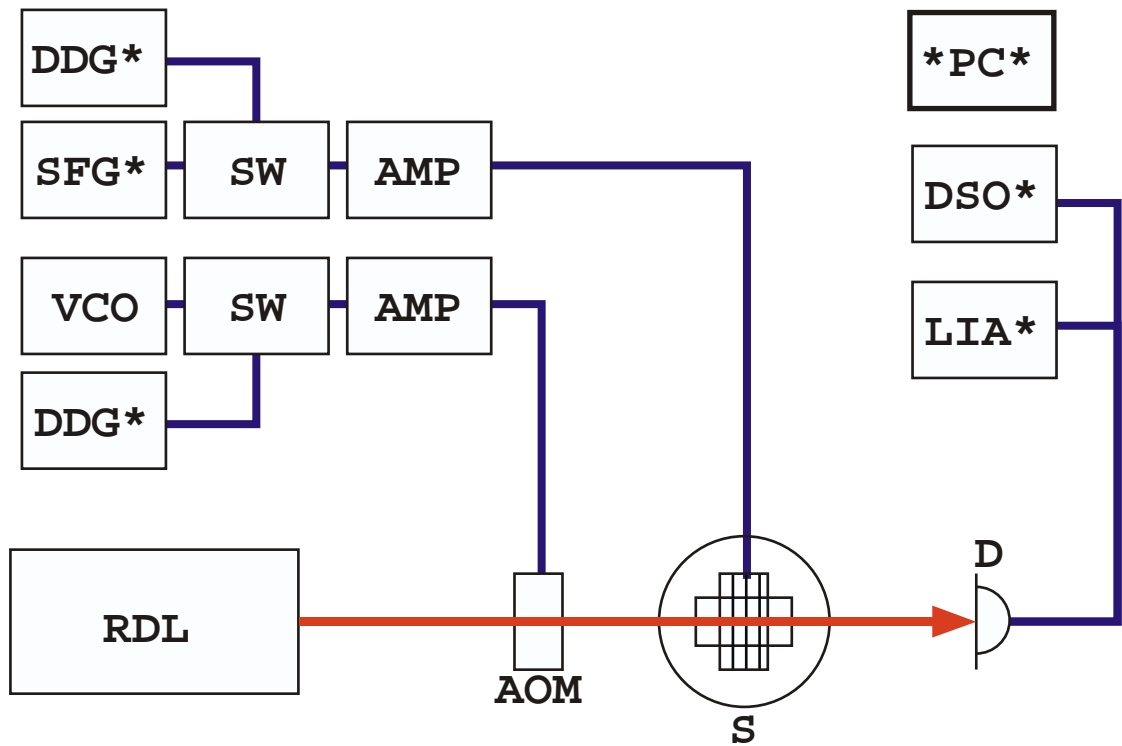 DDG*
*PC*
SFG*
SW
AMP
DSO*
VCO
SW
AMP
LIA*
DDG*
D
RDL
AOM
S